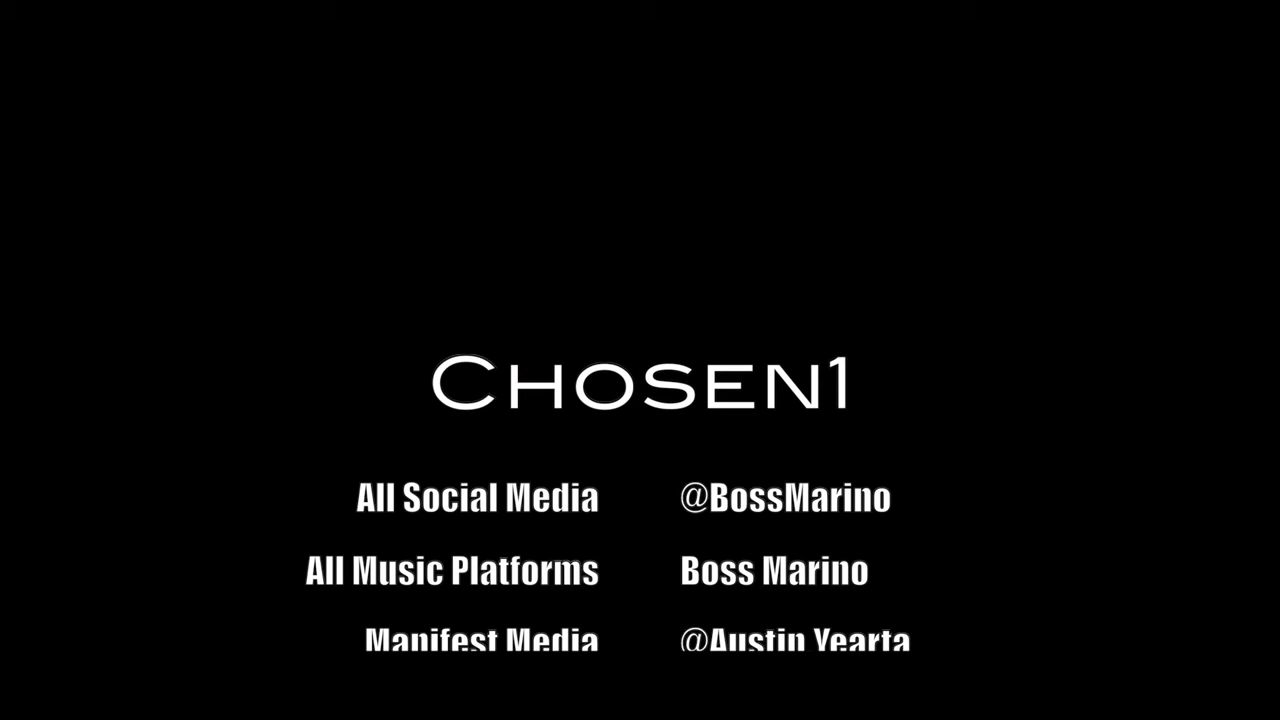 Chosen1
All Social Media @BossMarino
All Music Platforms Boss Marino
Manifest Media @Austin Yearta